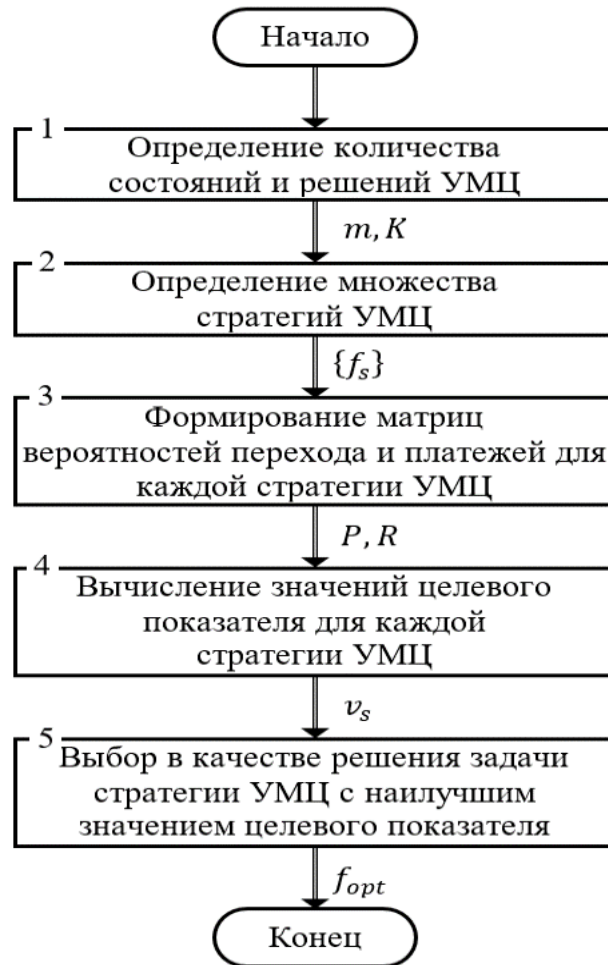 Начало
1
Определение количества
состояний и решений УМЦ
m, K
2
Определение множества
стратегий УМЦ
{f_s}
3
Формирование матриц
вероятностей перехода и платежей для
каждой стратегии УМЦ
P, R
4
Вычисление значений целевого
показателя для каждой
стратегии УМЦ
v_s
5
Выбор в качестве решения задачи
стратегии УМЦ с наилучшим
значением целевого показателя
f_opt
Конец